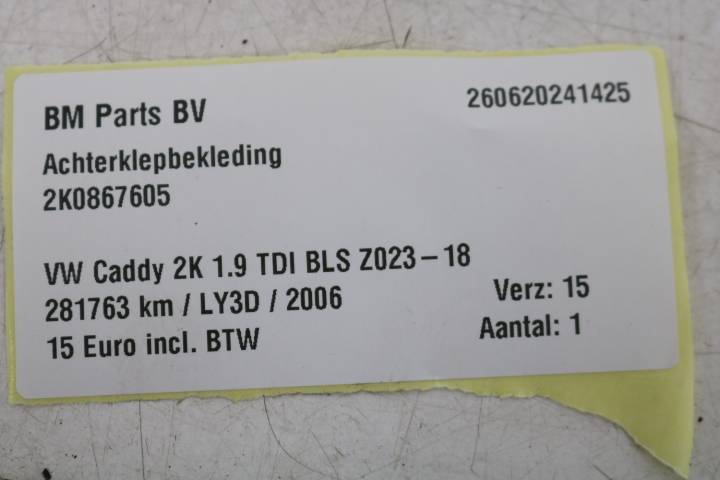 BM Parts BV
260620241425
Achterklepbekleding
2K0867605
VW Caddy 2K 1.9 TDI BLS Z023-18
281763 km / LY3D / 2006
Verz: 15
15 Euro incl. BTW
Aantal: 1